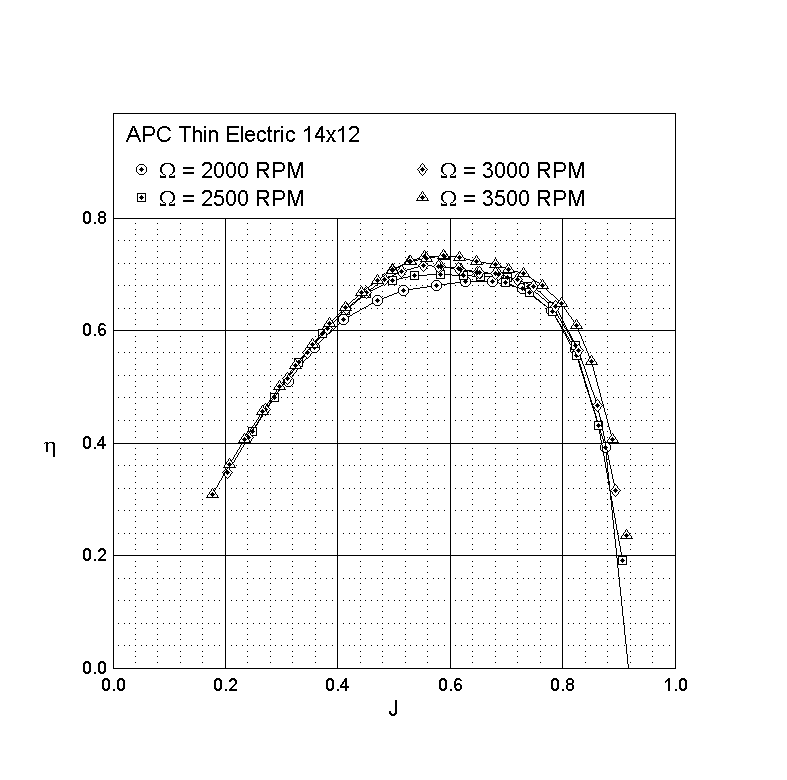 APC Thin Electric 14x12
Ω = 2000 RPM Ω = 3000 RPM
Ω = 2500 RPM Ω = 3500 RPM
0.8
0.6
0.4
η
0.2
0.0
0.0 0.2 0.4 0.6 0.8 1.0
J